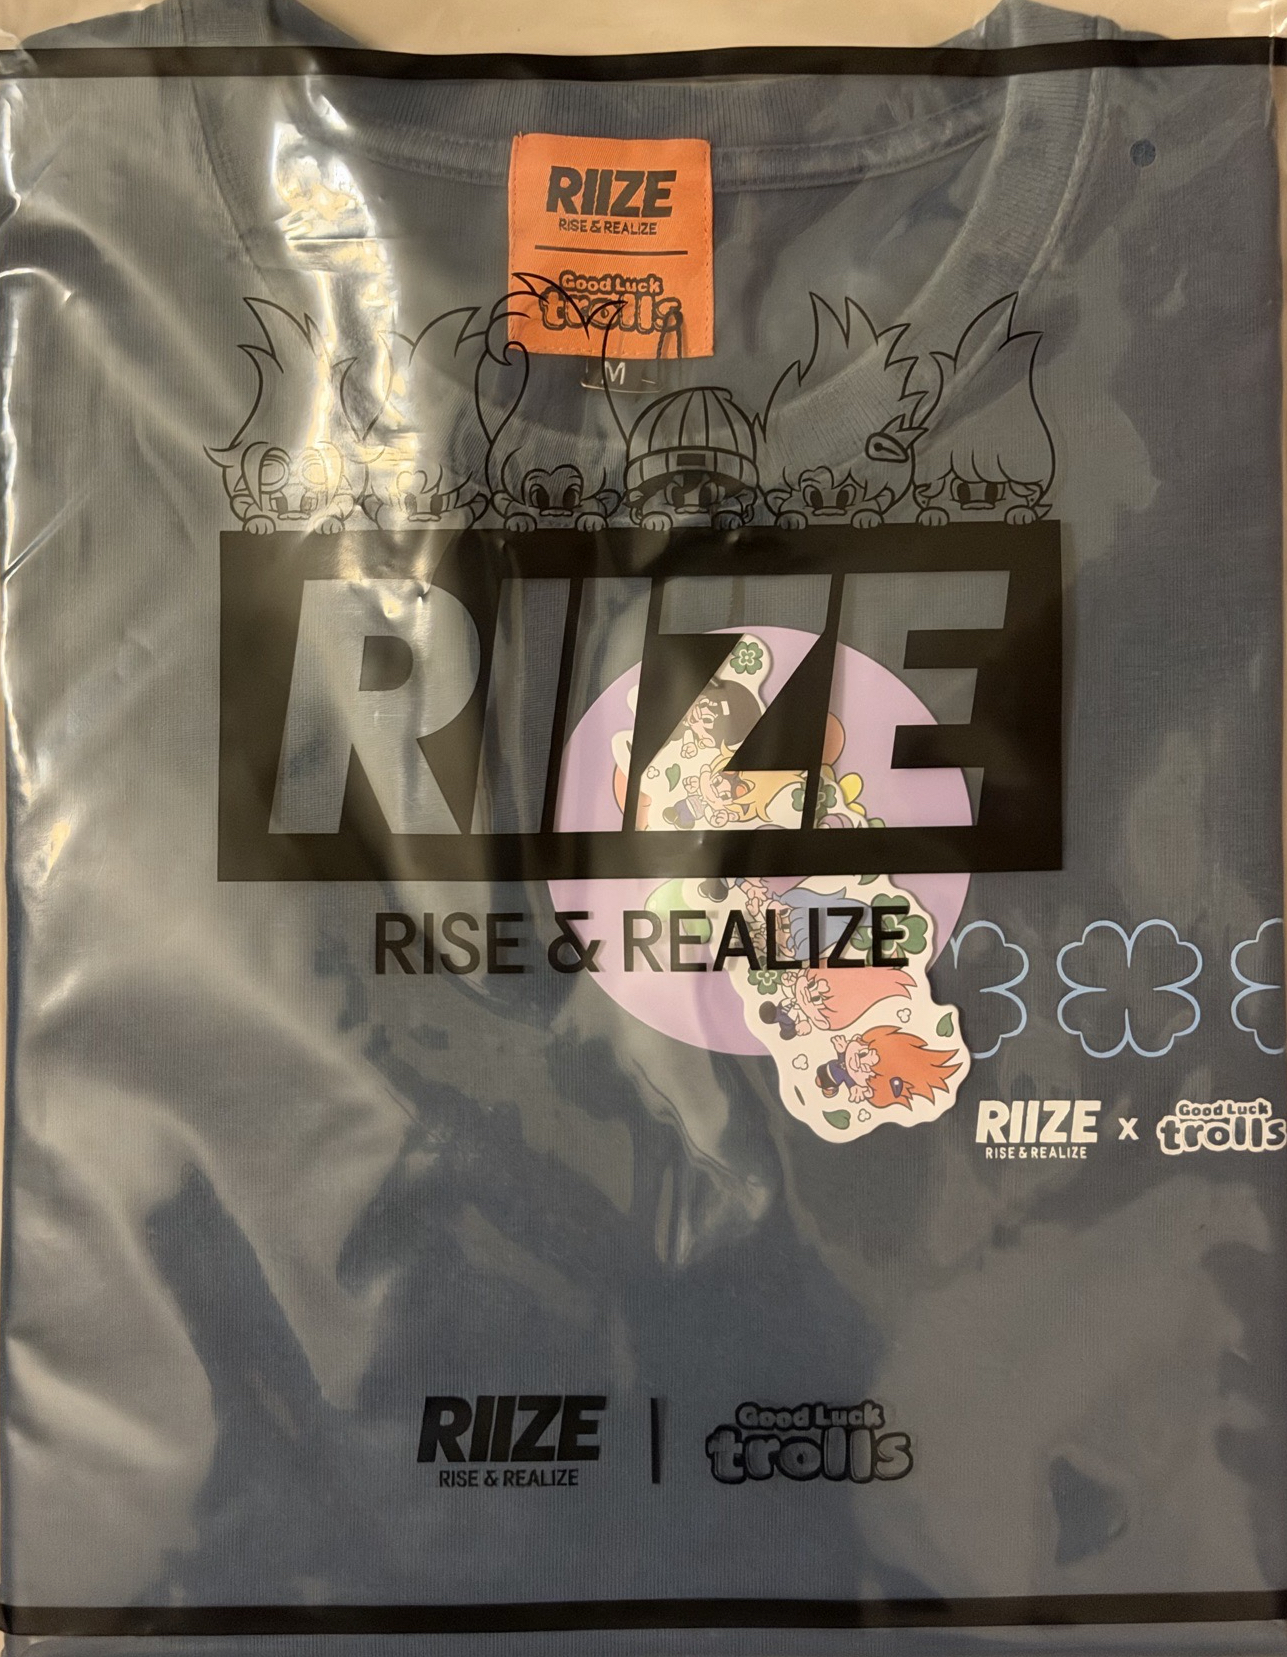 RIIZE
RISE & REALIZE
Good Luck
trolls
M
RIIZE
RISE & REALIZE
RIIZE x Good Luck trolls
RISE & REALIZE
RIIZE | Good Luck trolls
RISE & REALIZE